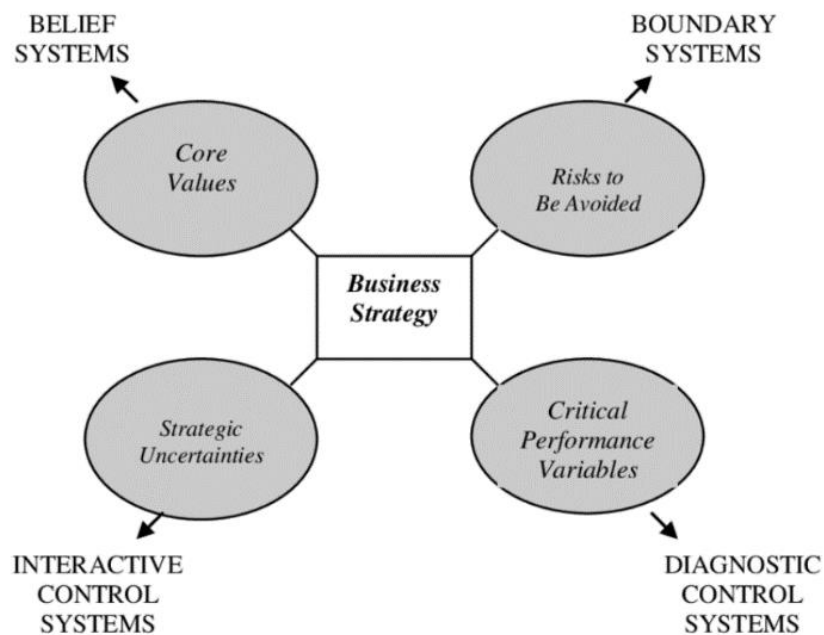 BELIEF
SYSTEMS
BOUNDARY
SYSTEMS
Core
Values
Risks to
Be Avoided
Business
Strategy
Strategic
Uncertainties
Critical
Performance
Variables
INTERACTIVE
CONTROL
SYSTEMS
DIAGNOSTIC
CONTROL
SYSTEMS